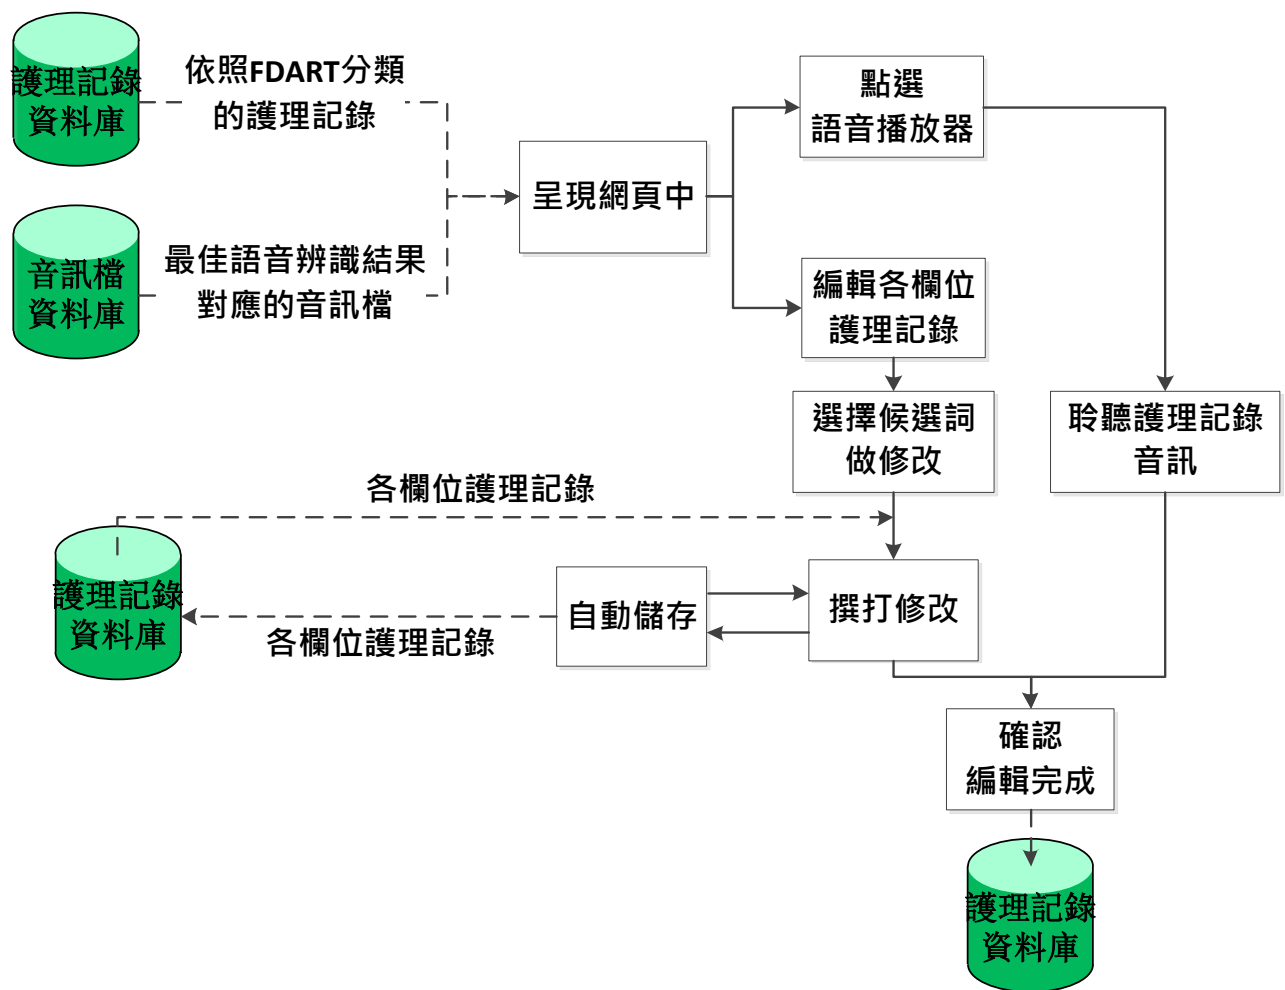 護理記錄
資料庫
依照FDART分類
的護理記錄
音訊檔
資料庫
最佳語音辨識結果
對應的音訊檔
呈現網頁中
點選
語音播放器
編輯各欄位
護理記錄
選擇候選詞
做修改
聆聽護理記錄
音訊
各欄位護理記錄
護理記錄
資料庫
各欄位護理記錄
自動儲存
撰打修改
確認
編輯完成
護理記錄
資料庫